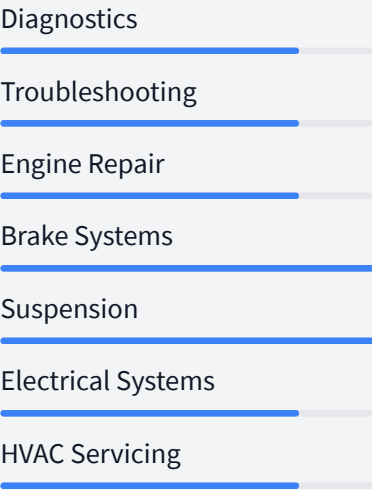 Diagnostics
Troubleshooting
Engine Repair
Brake Systems
Suspension
Electrical Systems
HVAC Servicing